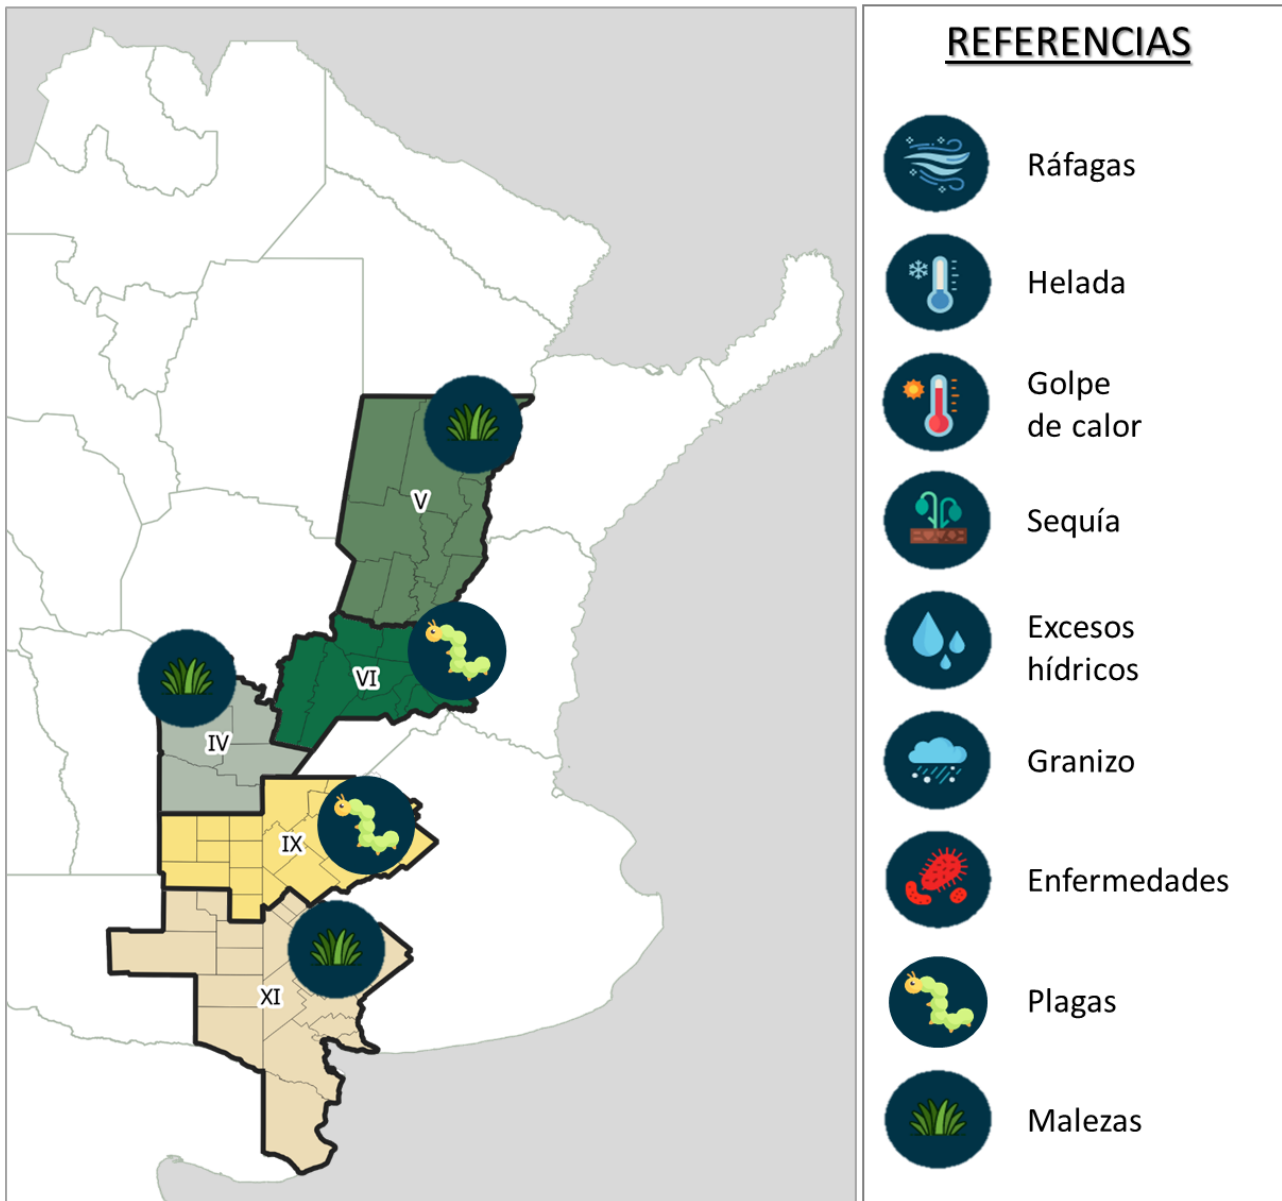 REFERENCIAS
Ráfagas
Helada
Golpe
de calor
Sequía
Excesos
hídricos
Granizo
Enfermedades
Plagas
Malezas
V
VI
IV
IX
XI